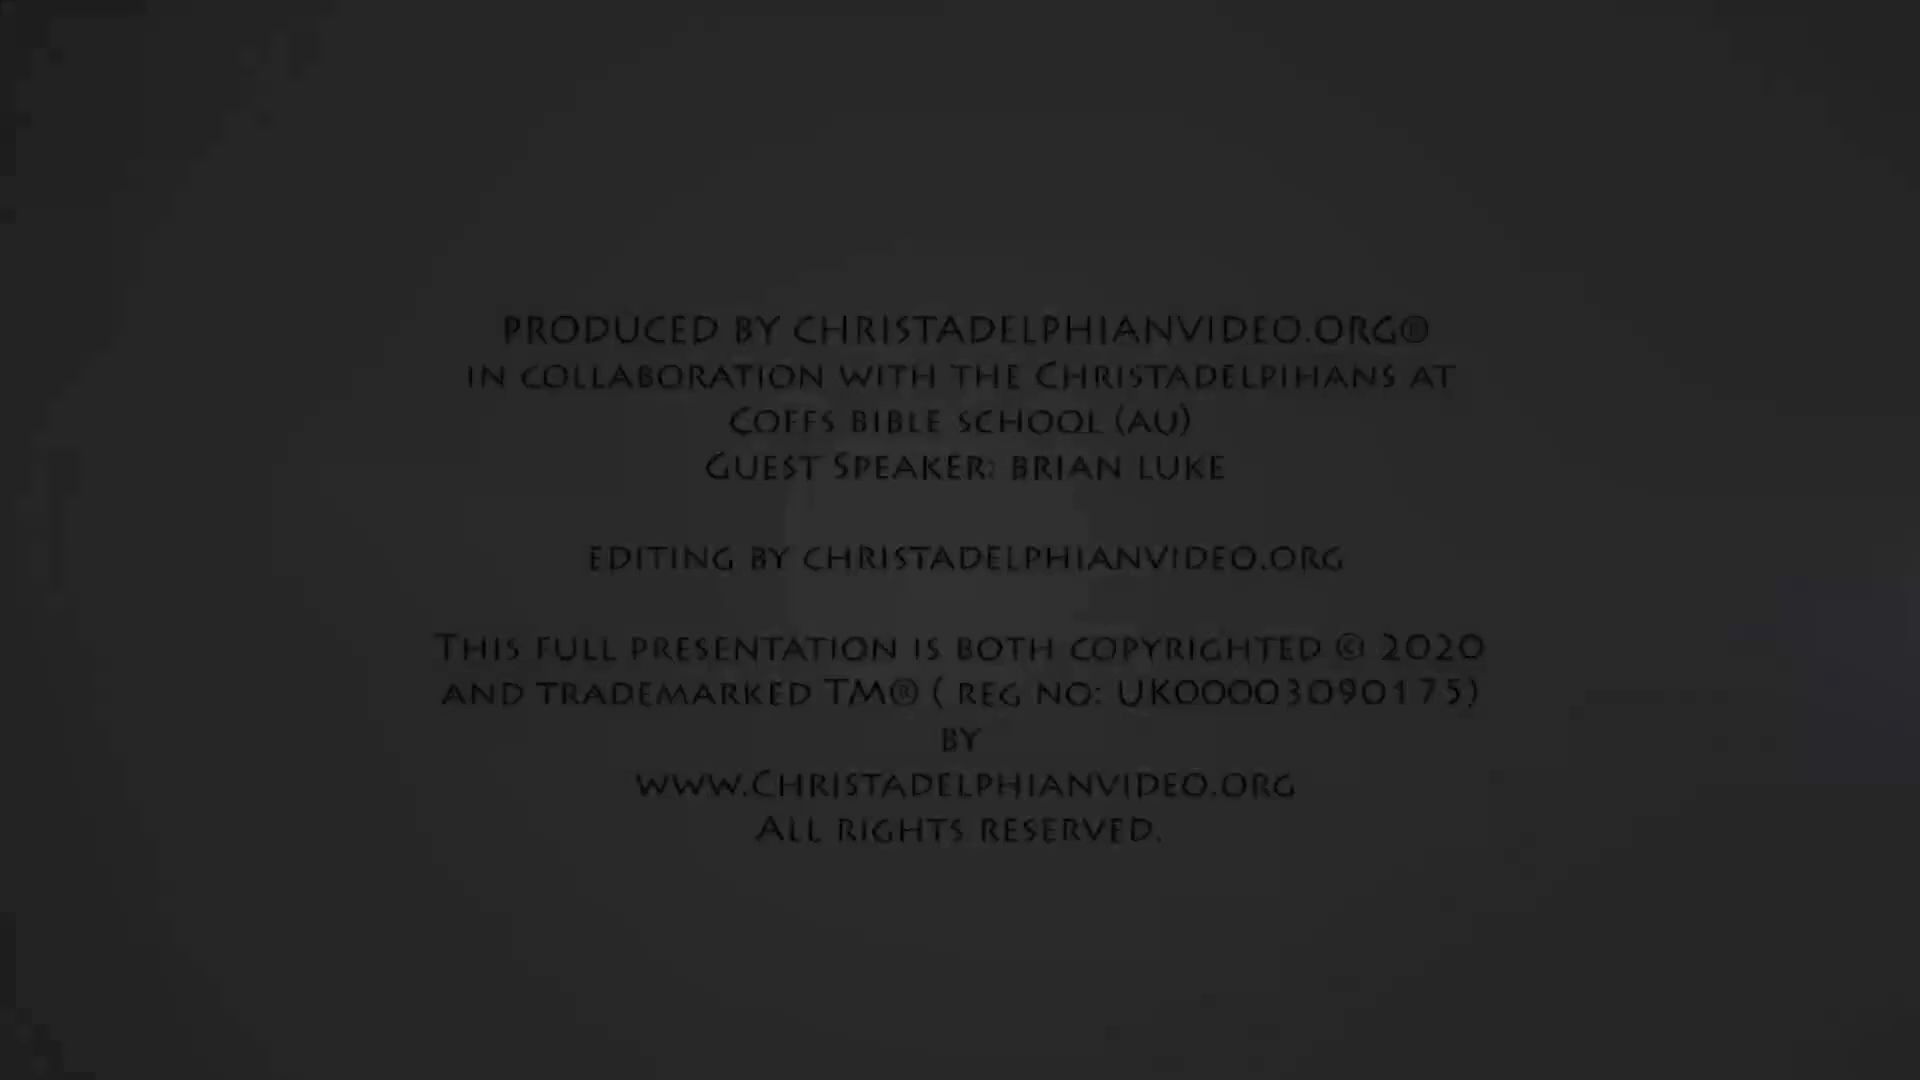 PRODUCED BY CHRISTADELPHIANVIDEO.ORG®
IN COLLABORATION WITH THE CHRISTADELPIHANS AT
COFFS BIBLE SCHOOL (AU)
GUEST SPEAKER: BRIAN LUKE
EDITING BY CHRISTADELPHIANVIDEO.ORG
THIS FULL PRESENTATION IS BOTH COPYRIGHTED © 2020
AND TRADEMARKED TM® ( REG NO: UK00003090175)
BY
WWW.CHRISTADELPHIANVIDEO.ORG
ALL RIGHTS RESERVED.